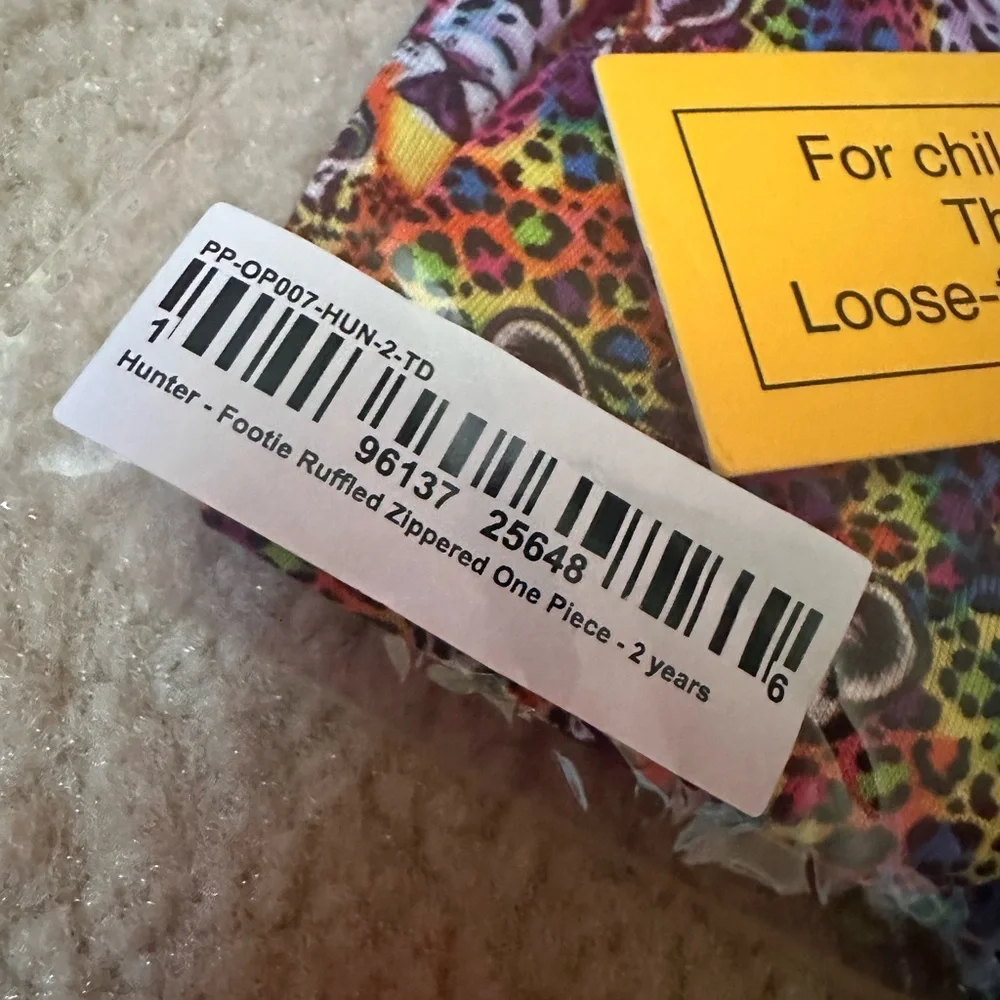 PP-OP007-HUN-2-TD
1 96137 25648 6
Hunter - Footie Ruffled Zippered One Piece - 2 years
For chil
Th
Loose-